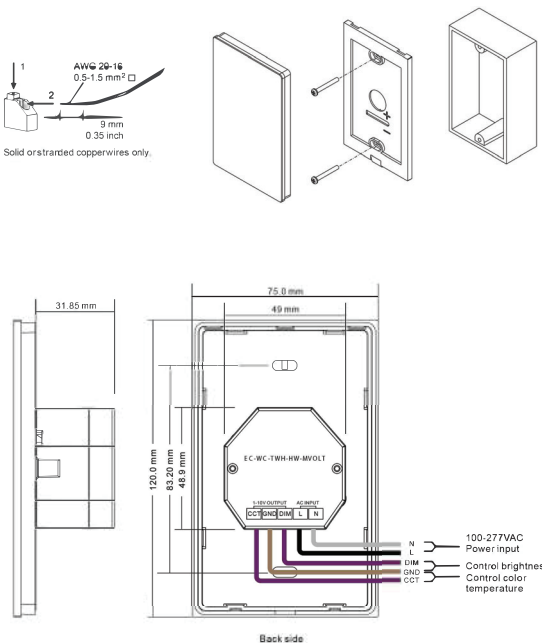 1
AWG 20-16
0.5-1.5 mm² □
2
9 mm
0.35 inch
Solid or stranded copperwires only.
+
−
31.85 mm
75.0 mm
49 mm
120.0 mm
83.20 mm
48.9 mm
EC-WC-TWH-HW-MVOLT
1-10V OUTPUT AC INPUT
CCT GND DIM L N
N
L
DIM
GND
CCT
100-277VAC
Power input
Control brightnes
Control color
temperature
Back side